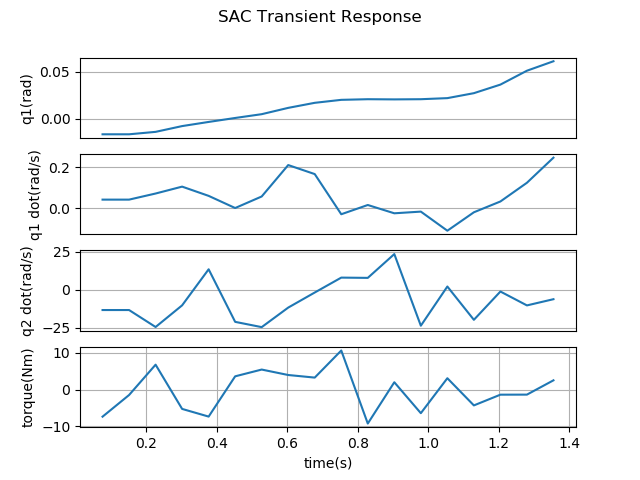 SAC Transient Response
q1(rad)
0.05
0.00
q1 dot(rad/s)
0.2
0.0
q2 dot(rad/s)
25
0
−25
torque(Nm)
10
0
−10
0.2 0.4 0.6 0.8 1.0 1.2 1.4
time(s)